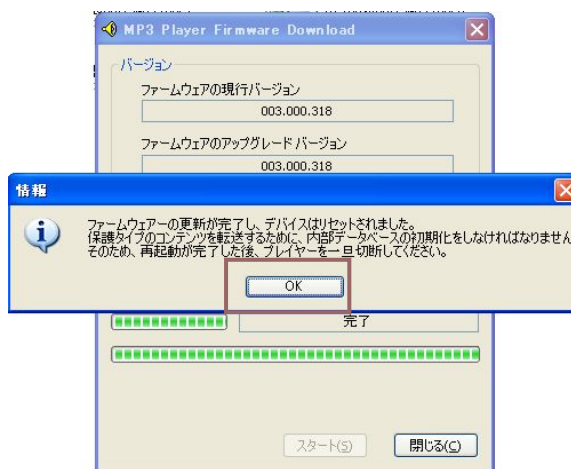 MP3 Player Firmware Download
バージョン
ファームウェアの現行バージョン
003.000.318
ファームウェアのアップグレード バージョン
003.000.318
情報
ファームウェアーの更新が完了し、デバイスはリセットされました。
保護タイプのコンテンツを転送するために、内部データベースの初期化をしなければなりません
そのため、再起動が完了した後、プレイヤーを一旦切断してください。
OK
完了
スタート(S)
閉じる(C)